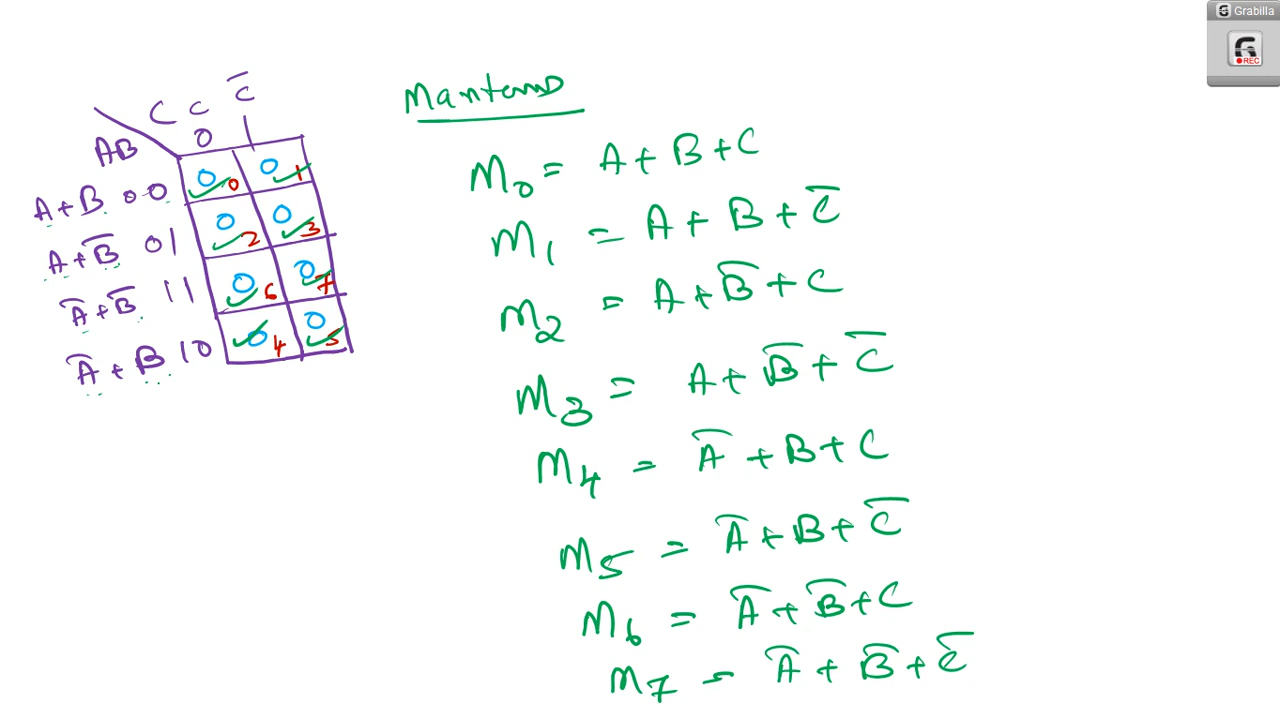 Grabilla
REC
C C C̅
AB 0 1
A+B 00 0 0 0 1
A+B̅ 01 0 2 0 3
A̅+B̅ 11 0 6 0 7
A̅+B 10 0 4 0 5
M₀ = A+B+C
M₁ = A+B+C̅
M₂ = A+B̅+C
M₃ = A+B̅+C̅
M₄ = A̅+B+C
M₅ = A̅+B+C̅
M₆ = A̅+B̅+C
M₇ = A̅+B̅+C̅